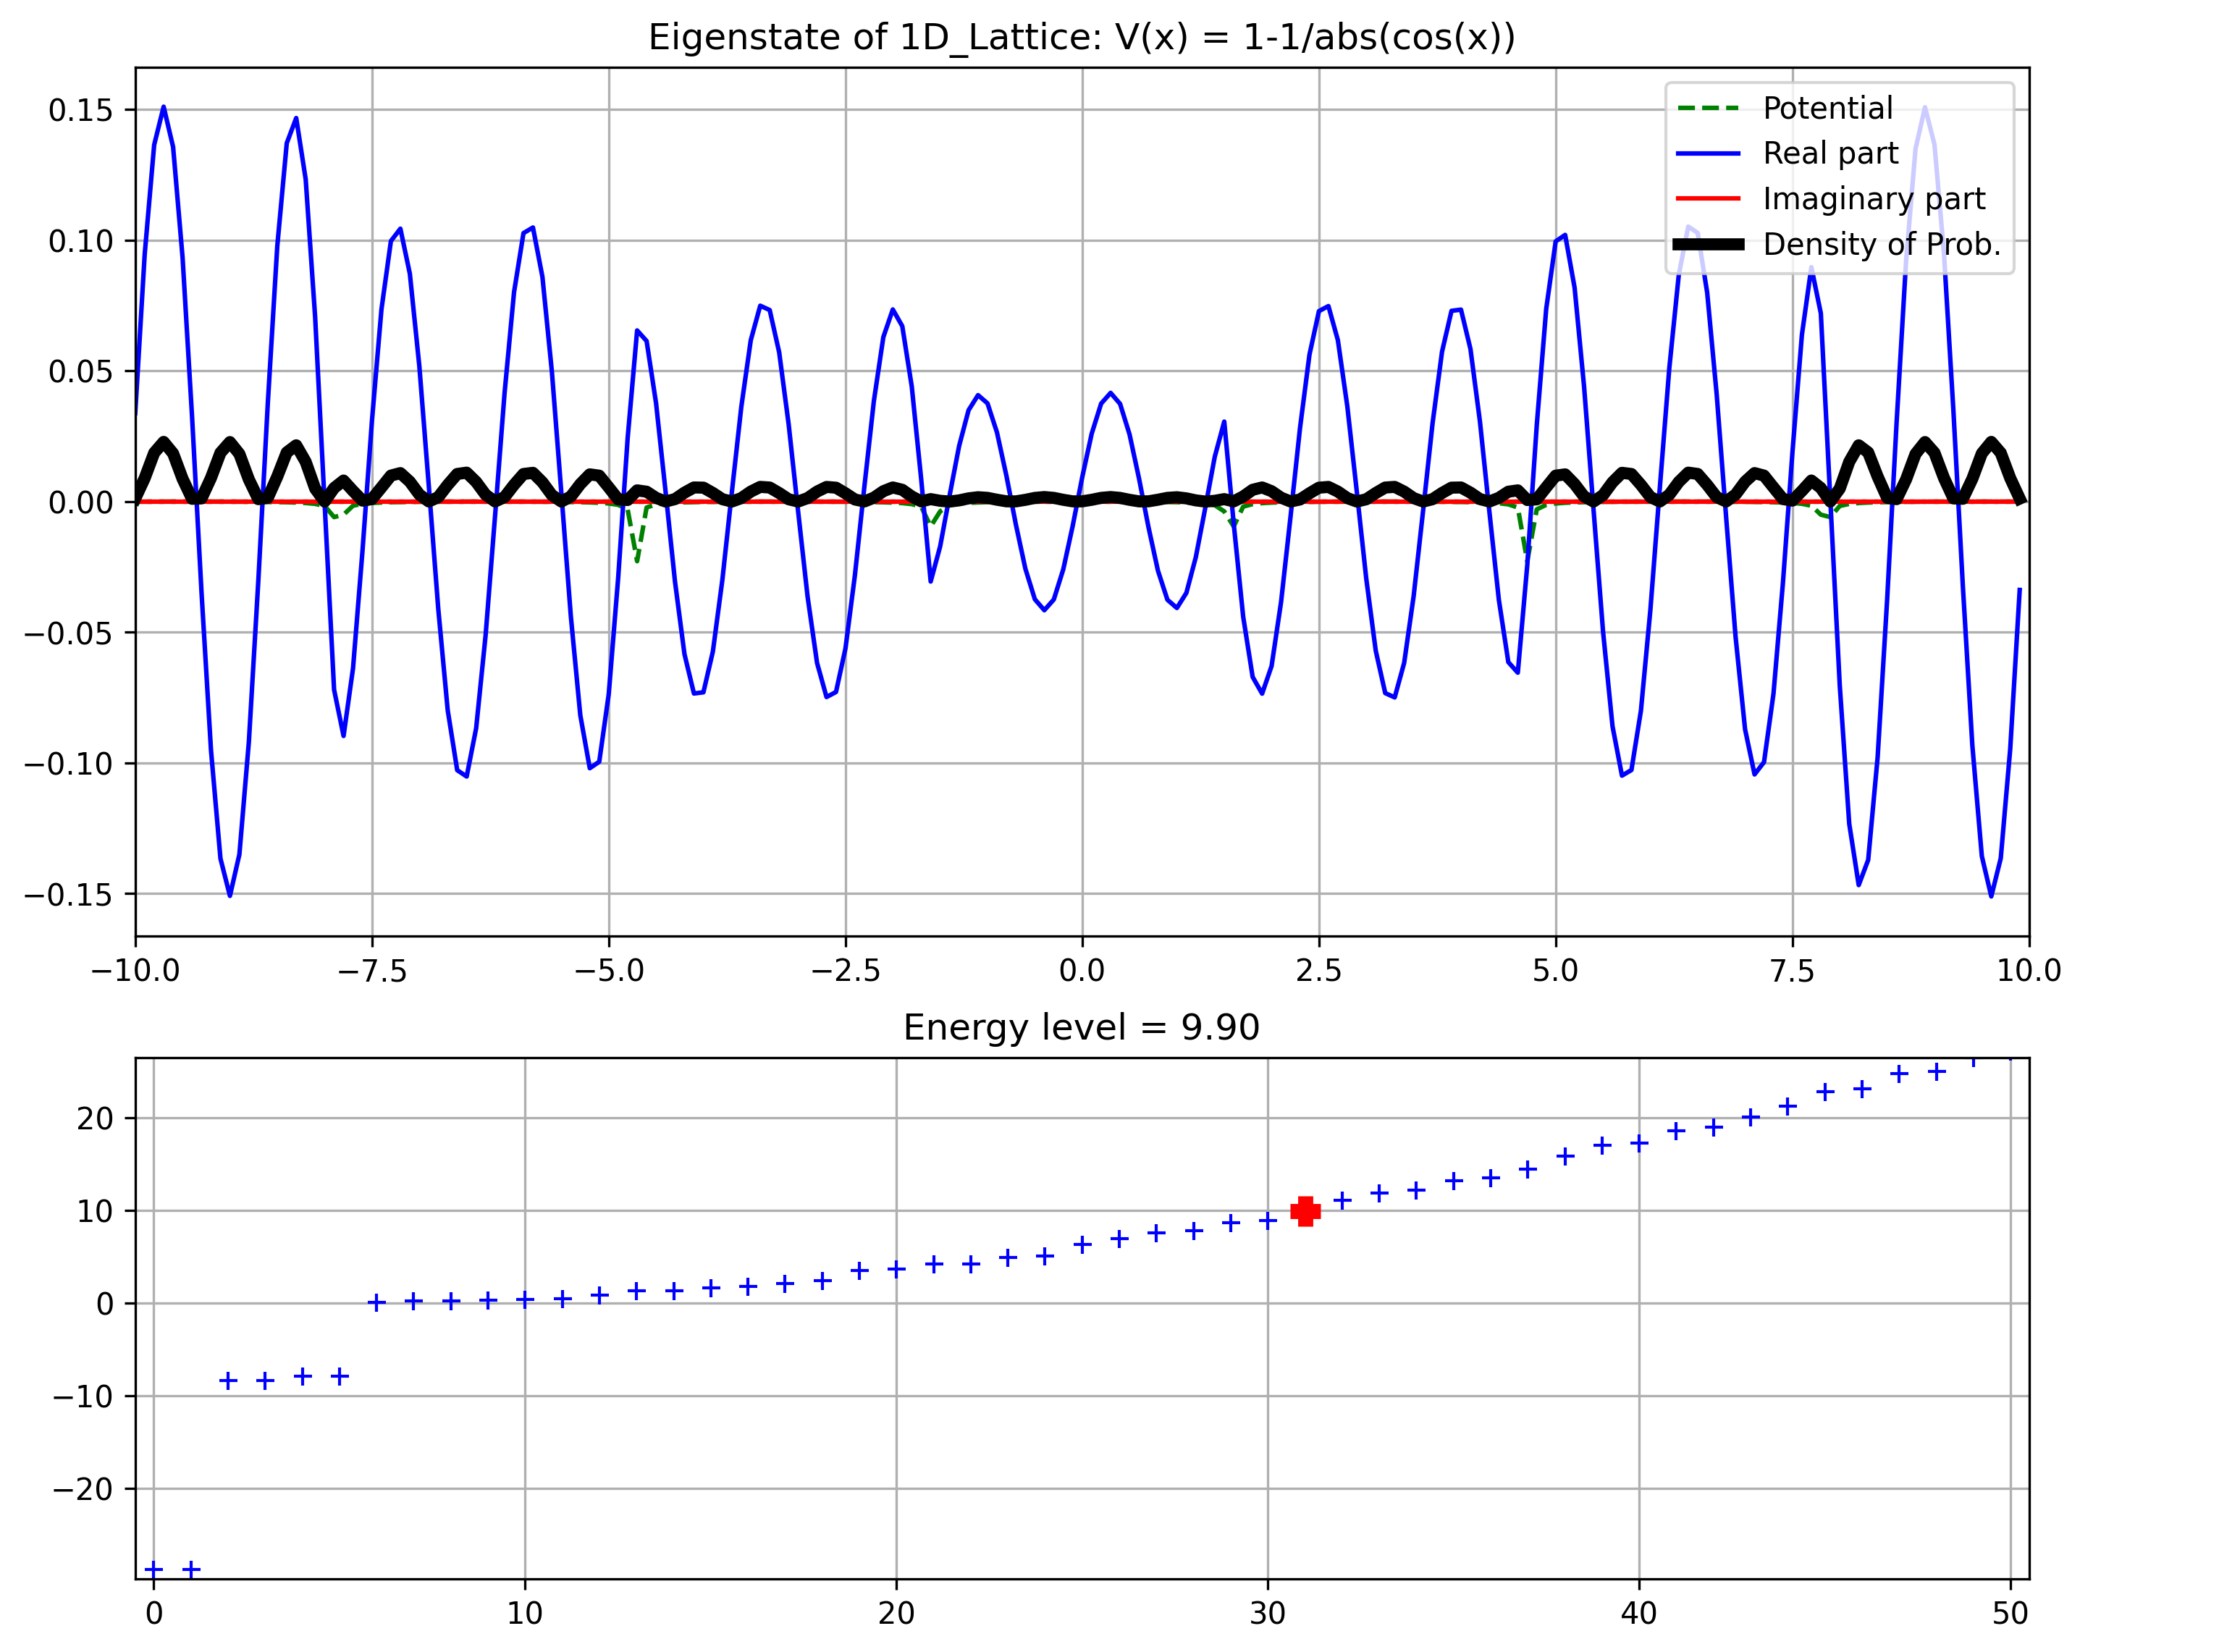 Eigenstate of 1D_Lattice: V(x) = 1-1/abs(cos(x))
0.15
0.10
0.05
0.00
−0.05
−0.10
−0.15
Potential
Real part
Imaginary part
Density of Prob.
−10.0 −7.5 −5.0 −2.5 0.0 2.5 5.0 7.5 10.0
Energy level = 9.90
20
10
0
−10
−20
0 10 20 30 40 50